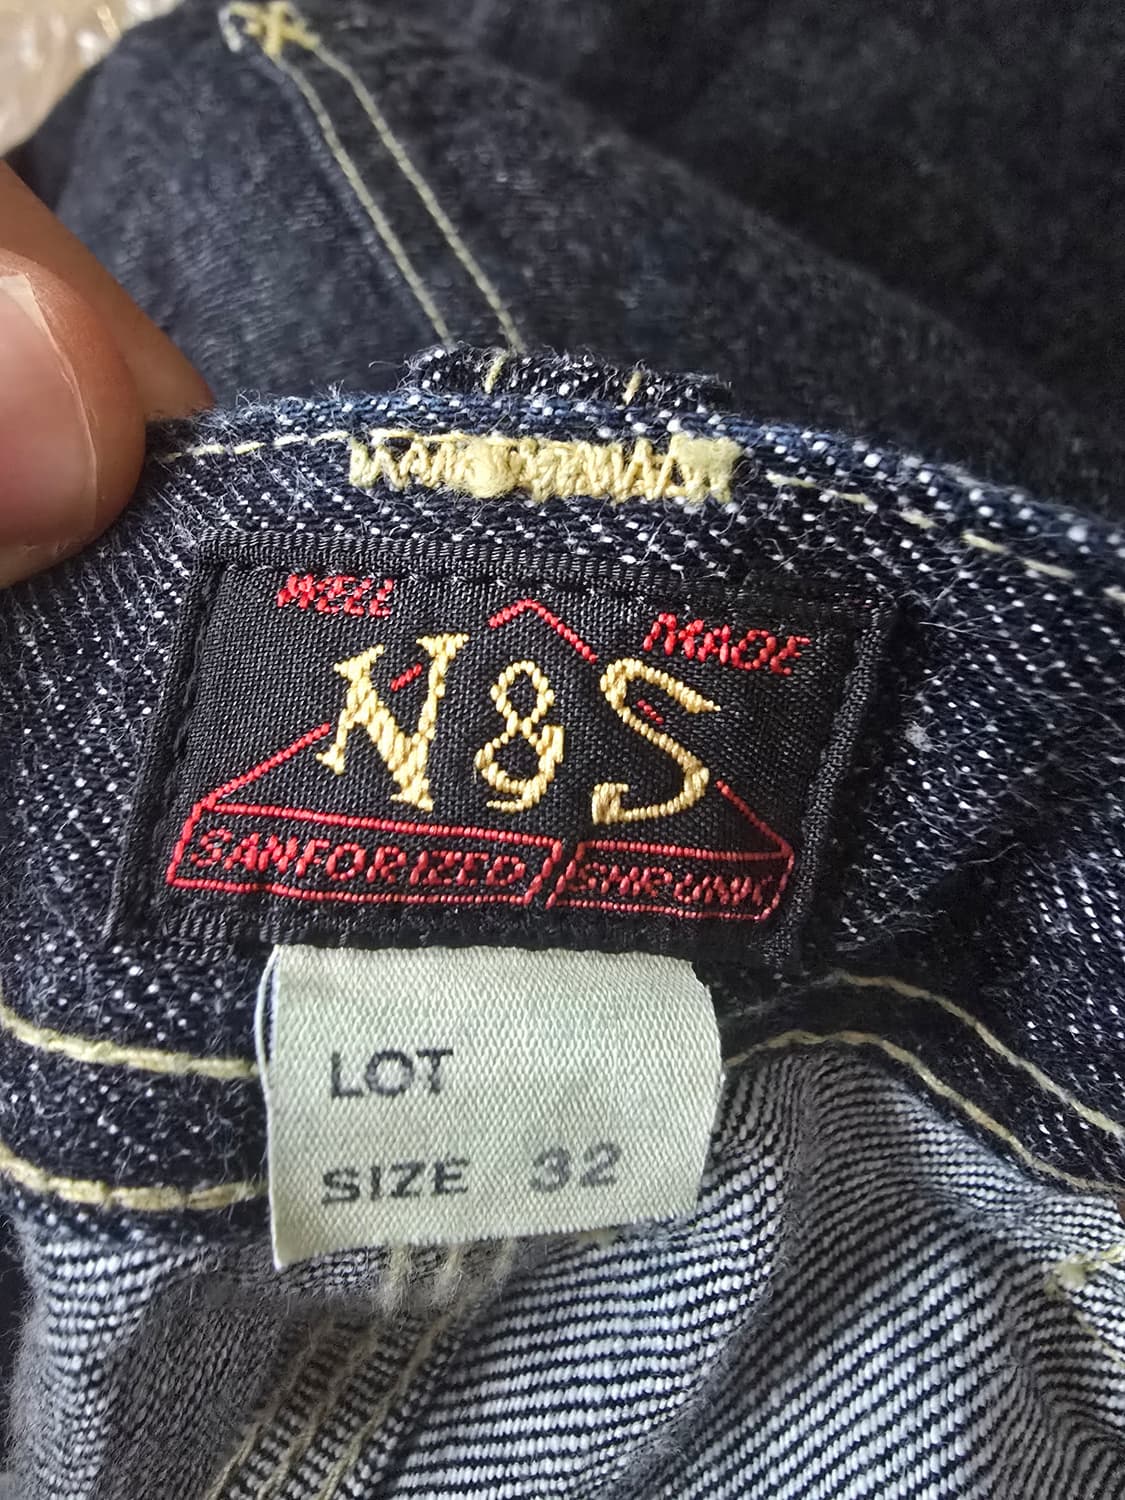 WELL MADE
N & S
SANFORIZED SHRUNK
LOT
SIZE 32